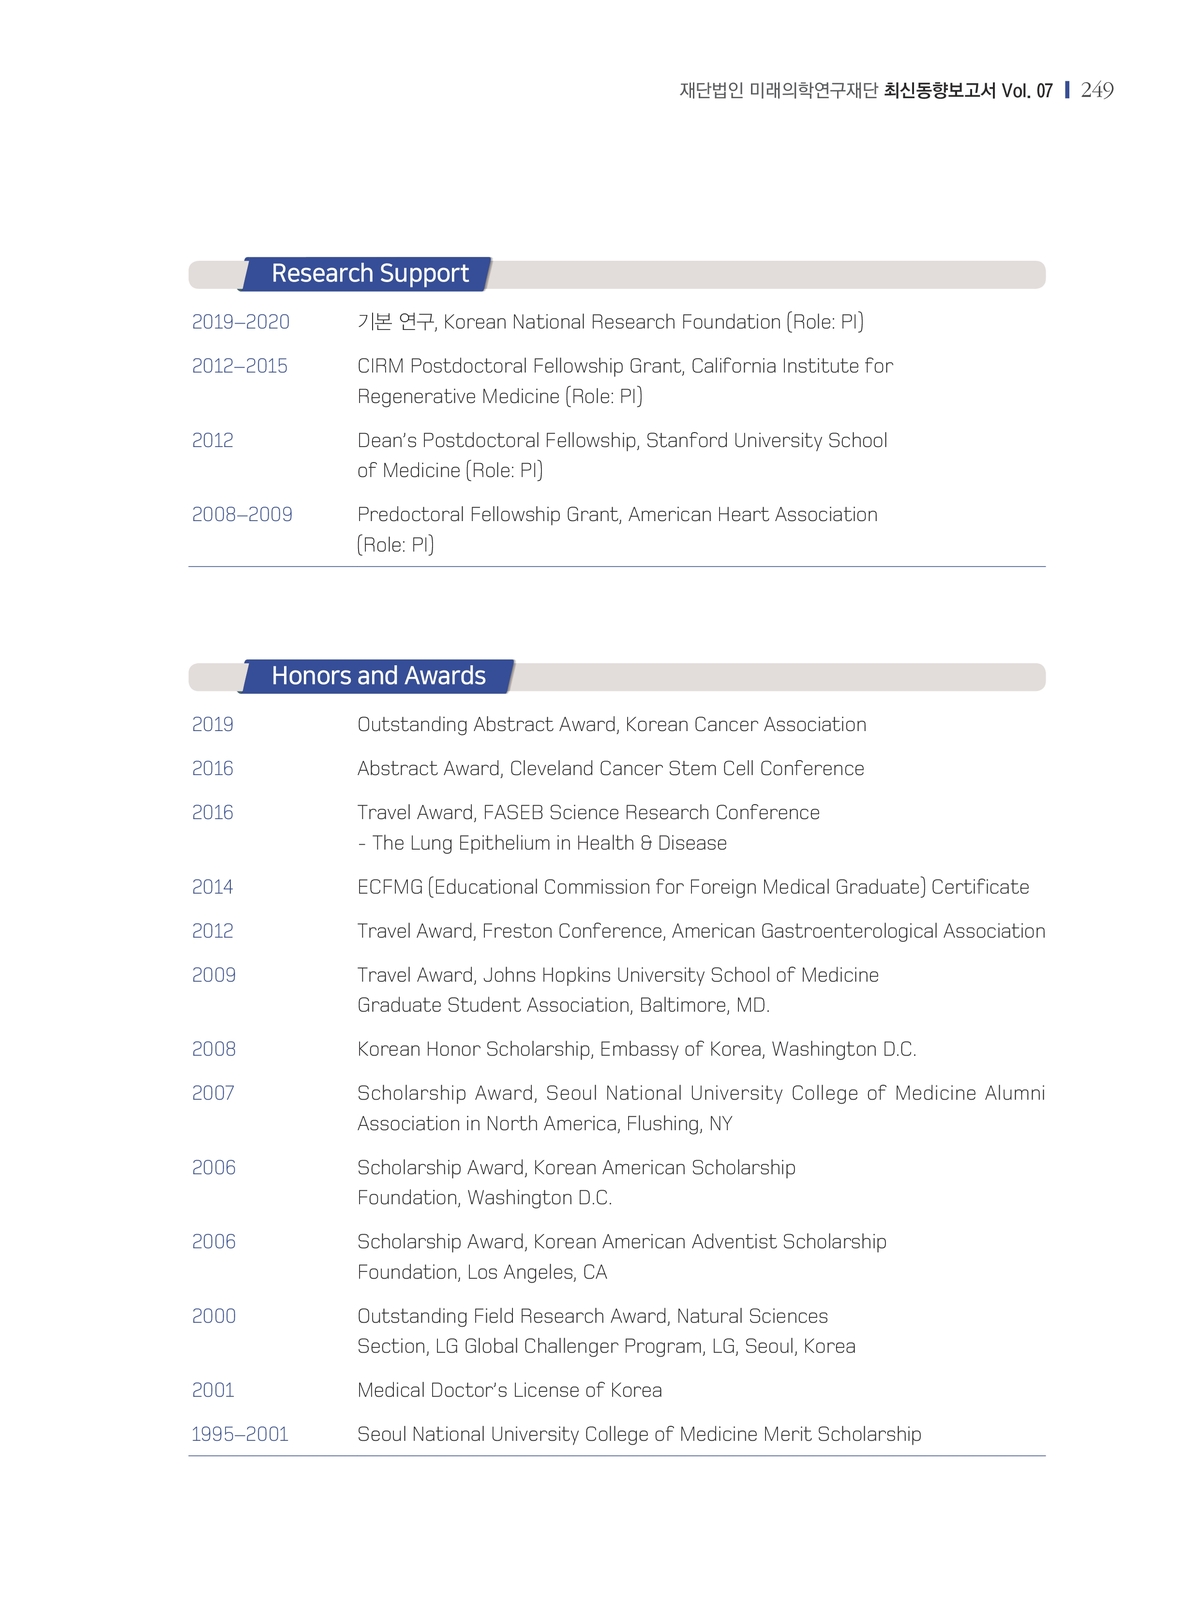 재단법인 미래의학연구재단 최신동향보고서 Vol. 07 249
Research Support
2019–2020 기본 연구, Korean National Research Foundation (Role: PI)
2012–2015 CIRM Postdoctoral Fellowship Grant, California Institute for
Regenerative Medicine (Role: PI)
2012 Dean’s Postdoctoral Fellowship, Stanford University School
of Medicine (Role: PI)
2008–2009 Predoctoral Fellowship Grant, American Heart Association
(Role: PI)
Honors and Awards
2019 Outstanding Abstract Award, Korean Cancer Association
2016 Abstract Award, Cleveland Cancer Stem Cell Conference
2016 Travel Award, FASEB Science Research Conference
- The Lung Epithelium in Health & Disease
2014 ECFMG (Educational Commission for Foreign Medical Graduate) Certificate
2012 Travel Award, Freston Conference, American Gastroenterological Association
2009 Travel Award, Johns Hopkins University School of Medicine
Graduate Student Association, Baltimore, MD.
2008 Korean Honor Scholarship, Embassy of Korea, Washington D.C.
2007 Scholarship Award, Seoul National University College of Medicine Alumni
Association in North America, Flushing, NY
2006 Scholarship Award, Korean American Scholarship
Foundation, Washington D.C.
2006 Scholarship Award, Korean American Adventist Scholarship
Foundation, Los Angeles, CA
2000 Outstanding Field Research Award, Natural Sciences
Section, LG Global Challenger Program, LG, Seoul, Korea
2001 Medical Doctor’s License of Korea
1995–2001 Seoul National University College of Medicine Merit Scholarship